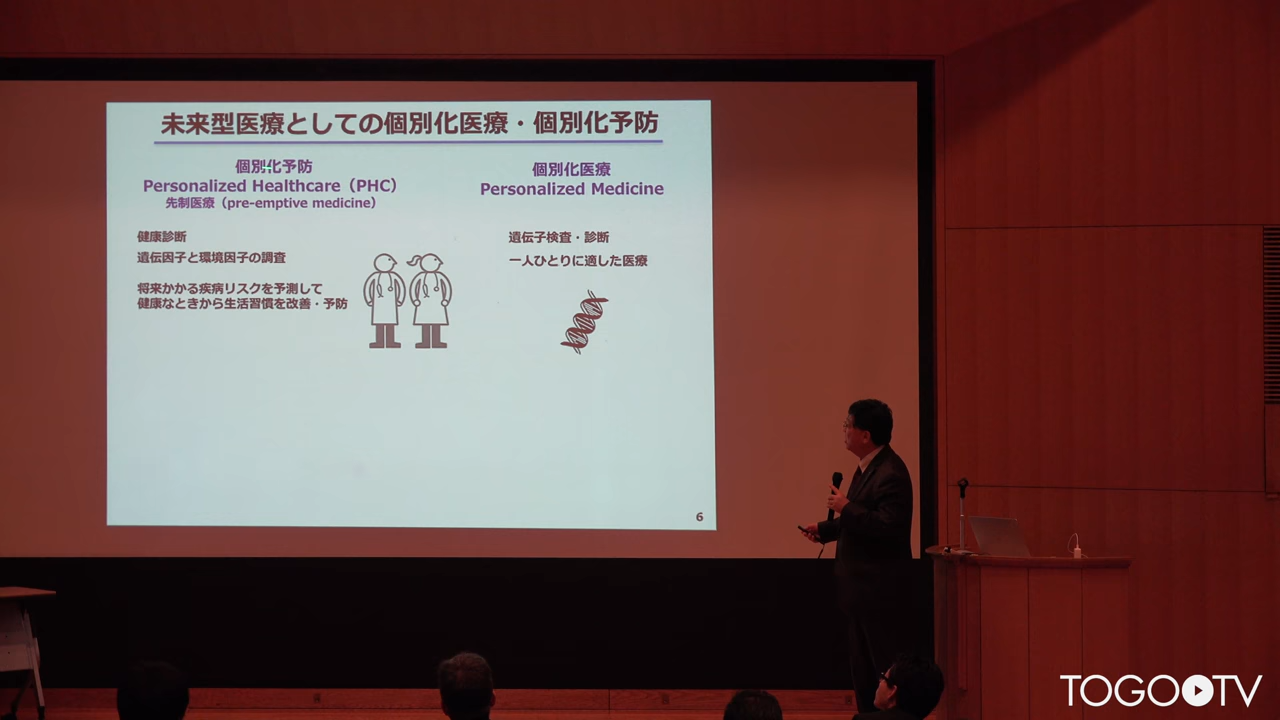 未来型医療としての個別化医療・個別化予防
個別化予防
Personalized Healthcare（PHC）
先制医療（pre-emptive medicine）
健康診断
遺伝因子と環境因子の調査
将来かかる疾病リスクを予測して
健康なときから生活習慣を改善・予防
個別化医療
Personalized Medicine
遺伝子検査・診断
一人ひとりに適した医療
6
TOGOTV